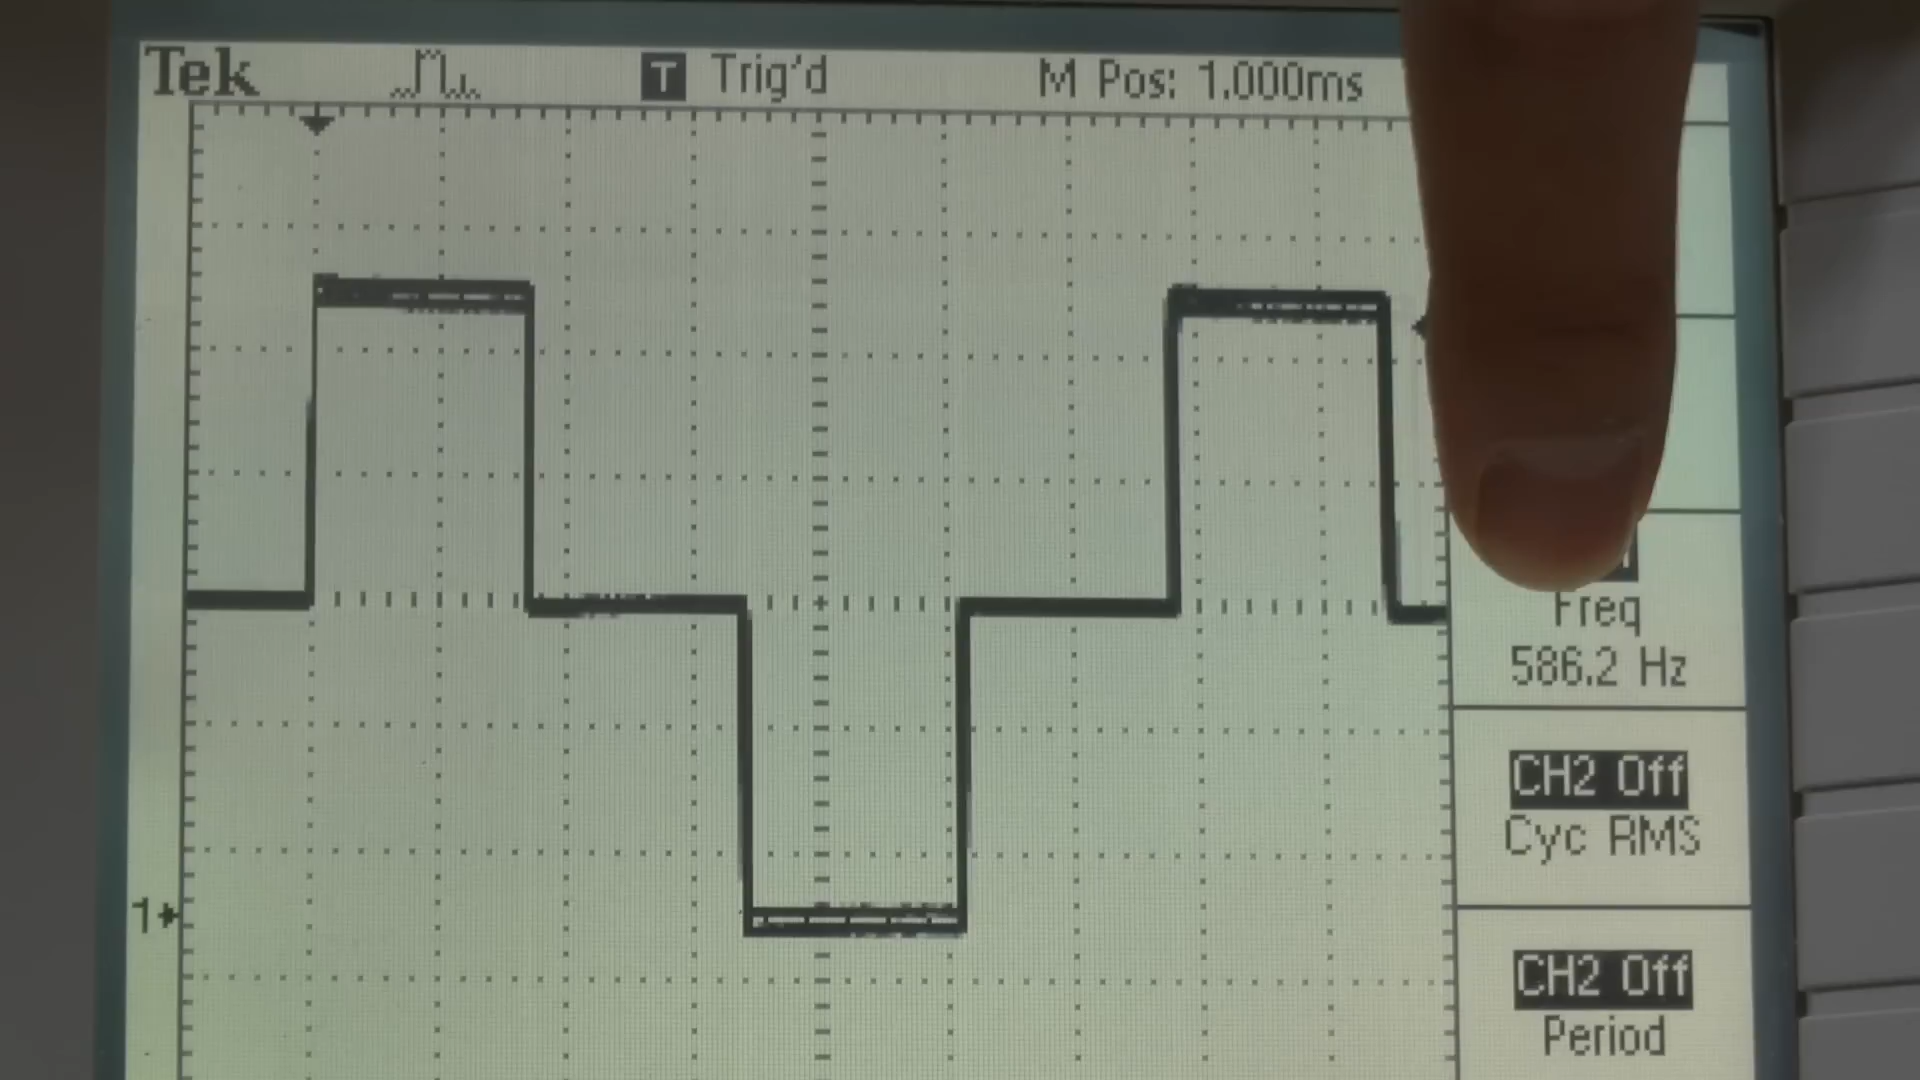 Tek T Trig'd M Pos: 1.000ms
Freq
586.2 Hz
CH2 Off
Cyc RMS
1
CH2 Off
Period